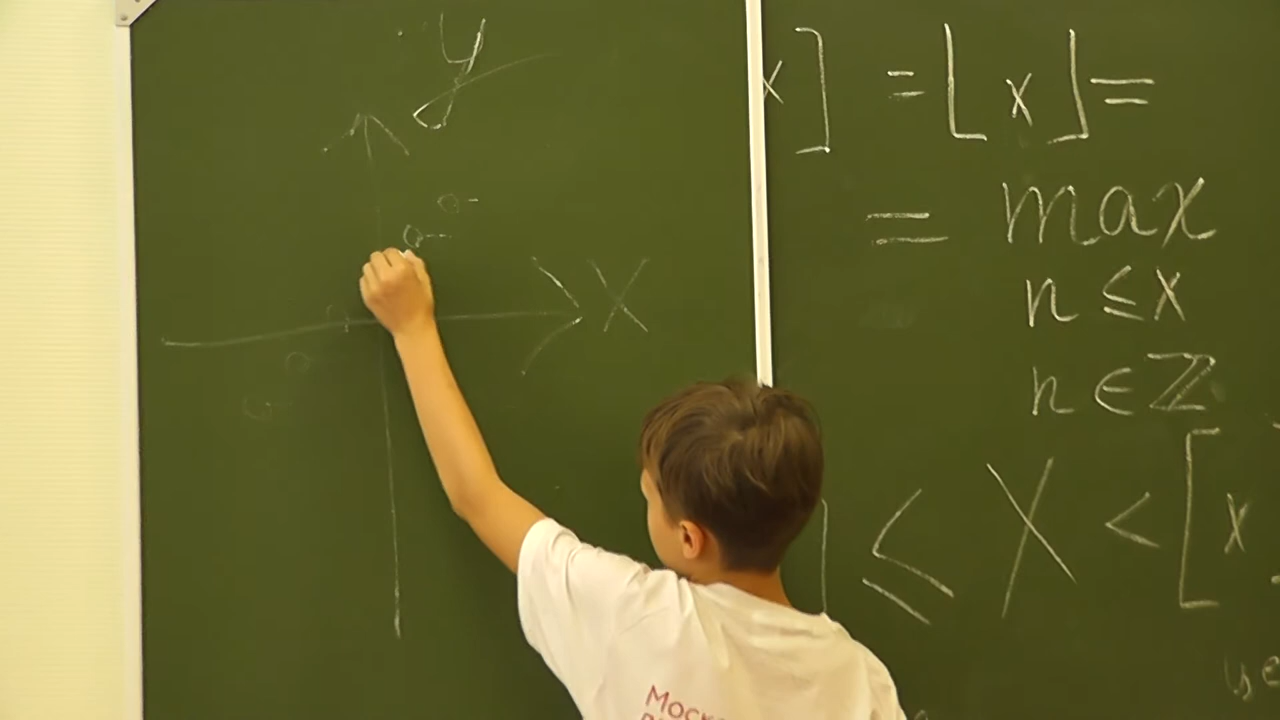 y
X
x] = ⌊x⌋ =
= max
n ≤ x
n ∈ ℤ
≤ X < [x